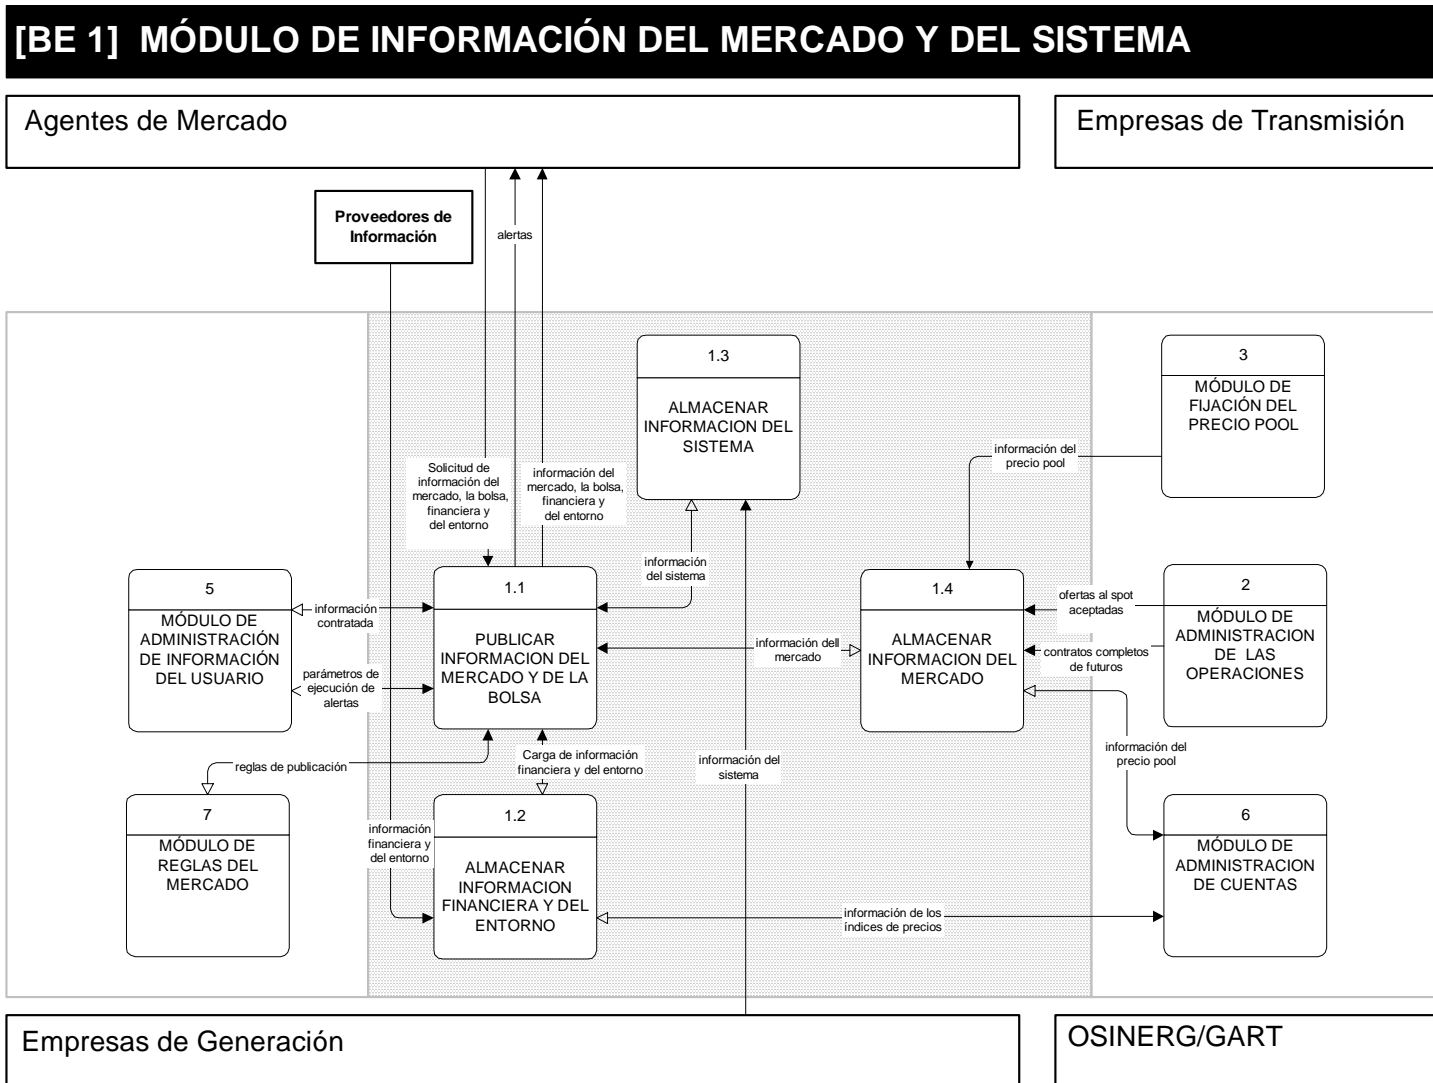 [BE 1]  MÓDULO DE INFORMACIÓN DEL MERCADO Y DEL SISTEMA
Agentes de Mercado
Empresas de Transmisión
Proveedores de
Información
alertas
1.3
ALMACENAR
INFORMACION DEL
SISTEMA
3
MÓDULO DE
FIJACIÓN DEL
PRECIO POOL
información del
precio pool
Solicitud de
información del
mercado, la bolsa,
financiera y
del entorno
información del
mercado, la bolsa,
financiera y
del entorno
información
del sistema
5
MÓDULO DE
ADMINISTRACIÓN
DE INFORMACIÓN
DEL USUARIO
información
contratada
parámetros de
ejecución de
alertas
1.1
PUBLICAR
INFORMACION DEL
MERCADO Y DE LA
BOLSA
información dell
mercado
1.4
ALMACENAR
INFORMACION DEL
MERCADO
ofertas al spot
aceptadas
contratos completos
de futuros
2
MÓDULO DE
ADMINISTRACION
DE  LAS
OPERACIONES
reglas de publicación
Carga de información
financiera y del entorno
información del
sistema
información del
precio pool
7
MÓDULO DE
REGLAS DEL
MERCADO
información
financiera y
del entorno
1.2
ALMACENAR
INFORMACION
FINANCIERA Y DEL
ENTORNO
información de los
índices de precios
6
MÓDULO DE
ADMINISTRACION
DE CUENTAS
Empresas de Generación
OSINERG/GART